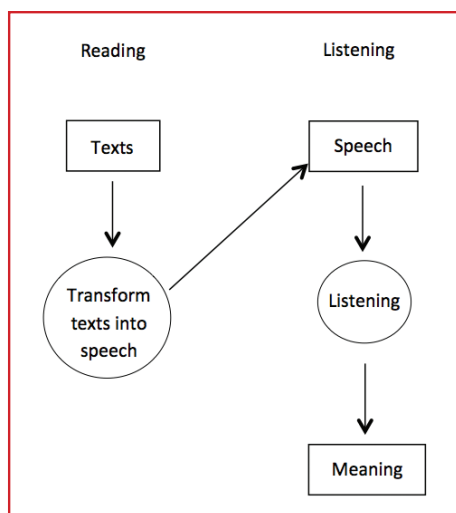 Reading
Listening
Texts
Speech
Transform
texts into
speech
Listening
Meaning